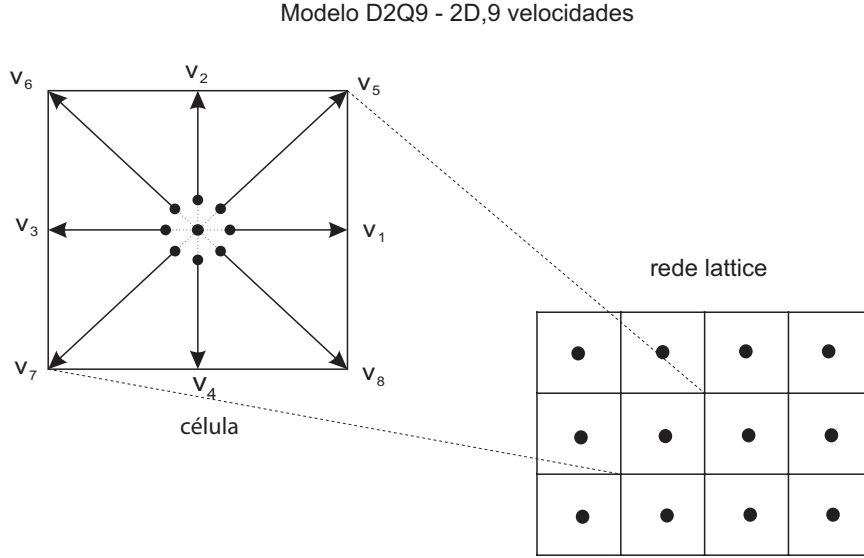 Modelo D2Q9 - 2D,9 velocidades
v6
v2
v5
v3
v1
rede lattice
v7
v4
v8
célula